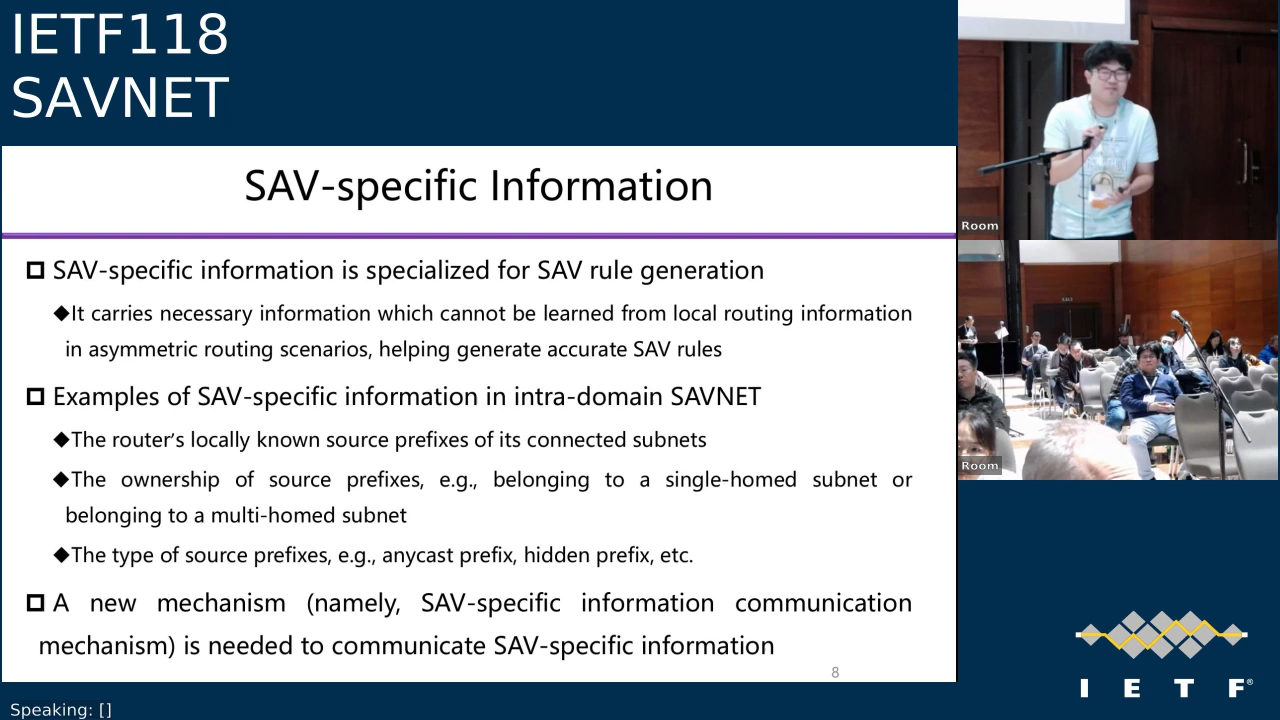 IETF118
SAVNET
SAV-specific Information
SAV-specific information is specialized for SAV rule generation
◆It carries necessary information which cannot be learned from local routing information
in asymmetric routing scenarios, helping generate accurate SAV rules
Examples of SAV-specific information in intra-domain SAVNET
◆The router's locally known source prefixes of its connected subnets
◆The ownership of source prefixes, e.g., belonging to a single-homed subnet or
belonging to a multi-homed subnet
◆The type of source prefixes, e.g., anycast prefix, hidden prefix, etc.
A new mechanism (namely, SAV-specific information communication
mechanism) is needed to communicate SAV-specific information
8
Room
Room
IETF®
Speaking: []